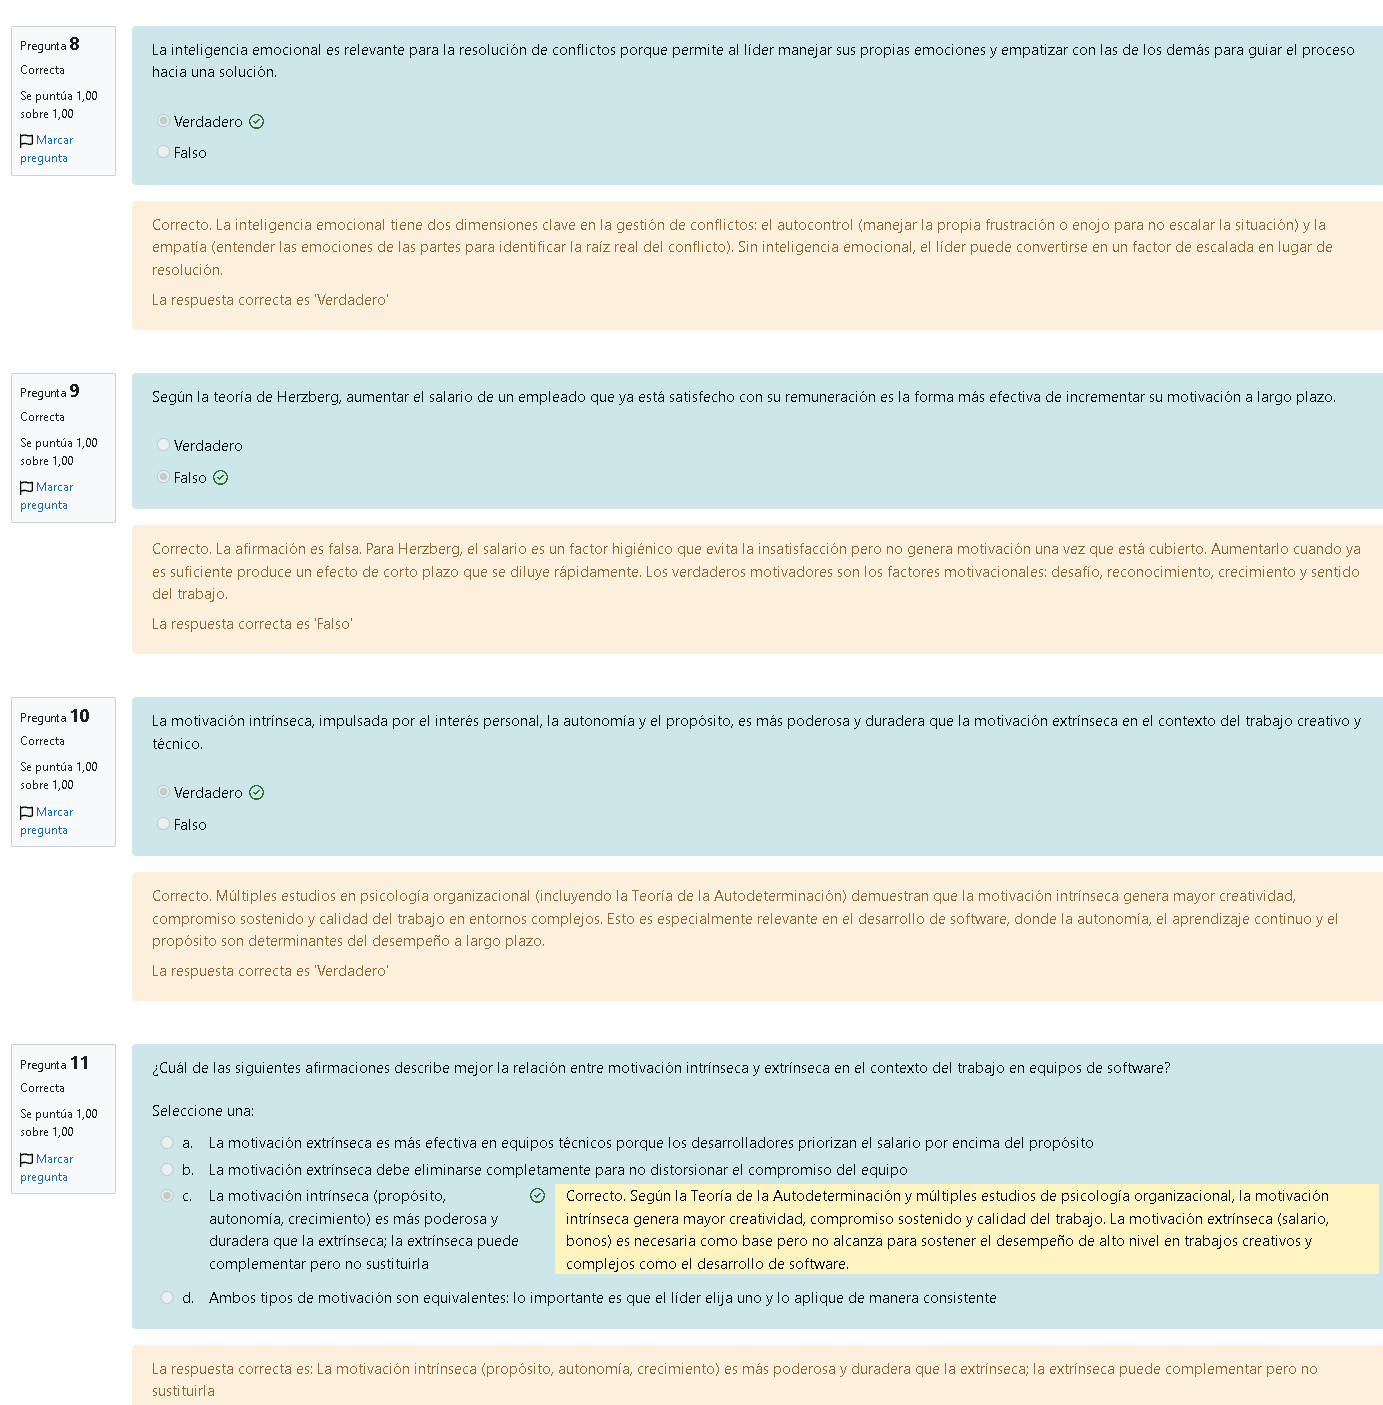 Pregunta 8
Correcta
Se puntúa 1,00
sobre 1,00
Marcar
pregunta
La inteligencia emocional es relevante para la resolución de conflictos porque permite al líder manejar sus propias emociones y empatizar con las de los demás para guiar el proceso
hacia una solución.
Verdadero
Falso
Correcto. La inteligencia emocional tiene dos dimensiones clave en la gestión de conflictos: el autocontrol (manejar la propia frustración o enojo para no escalar la situación) y la
empatía (entender las emociones de las partes para identificar la raíz real del conflicto). Sin inteligencia emocional, el líder puede convertirse en un factor de escalada en lugar de
resolución.
La respuesta correcta es 'Verdadero'
Pregunta 9
Correcta
Se puntúa 1,00
sobre 1,00
Marcar
pregunta
Según la teoría de Herzberg, aumentar el salario de un empleado que ya está satisfecho con su remuneración es la forma más efectiva de incrementar su motivación a largo plazo.
Verdadero
Falso
Correcto. La afirmación es falsa. Para Herzberg, el salario es un factor higiénico que evita la insatisfacción pero no genera motivación una vez que está cubierto. Aumentarlo cuando ya
es suficiente produce un efecto de corto plazo que se diluye rápidamente. Los verdaderos motivadores son los factores motivacionales: desafío, reconocimiento, crecimiento y sentido
del trabajo.
La respuesta correcta es 'Falso'
Pregunta 10
Correcta
Se puntúa 1,00
sobre 1,00
Marcar
pregunta
La motivación intrínseca, impulsada por el interés personal, la autonomía y el propósito, es más poderosa y duradera que la motivación extrínseca en el contexto del trabajo creativo y
técnico.
Verdadero
Falso
Correcto. Múltiples estudios en psicología organizacional (incluyendo la Teoría de la Autodeterminación) demuestran que la motivación intrínseca genera mayor creatividad,
compromiso sostenido y calidad del trabajo en entornos complejos. Esto es especialmente relevante en el desarrollo de software, donde la autonomía, el aprendizaje continuo y el
propósito son determinantes del desempeño a largo plazo.
La respuesta correcta es 'Verdadero'
Pregunta 11
Correcta
Se puntúa 1,00
sobre 1,00
Marcar
pregunta
¿Cuál de las siguientes afirmaciones describe mejor la relación entre motivación intrínseca y extrínseca en el contexto del trabajo en equipos de software?
Seleccione una:
a. La motivación extrínseca es más efectiva en equipos técnicos porque los desarrolladores priorizan el salario por encima del propósito
b. La motivación extrínseca debe eliminarse completamente para no distorsionar el compromiso del equipo
c. La motivación intrínseca (propósito,
autonomía, crecimiento) es más poderosa y
duradera que la extrínseca; la extrínseca puede
complementar pero no sustituirla
Correcto. Según la Teoría de la Autodeterminación y múltiples estudios de psicología organizacional, la motivación
intrínseca genera mayor creatividad, compromiso sostenido y calidad del trabajo. La motivación extrínseca (salario,
bonos) es necesaria como base pero no alcanza para sostener el desempeño de alto nivel en trabajos creativos y
complejos como el desarrollo de software.
d. Ambos tipos de motivación son equivalentes: lo importante es que el líder elija uno y lo aplique de manera consistente
La respuesta correcta es: La motivación intrínseca (propósito, autonomía, crecimiento) es más poderosa y duradera que la extrínseca; la extrínseca puede complementar pero no
sustituirla